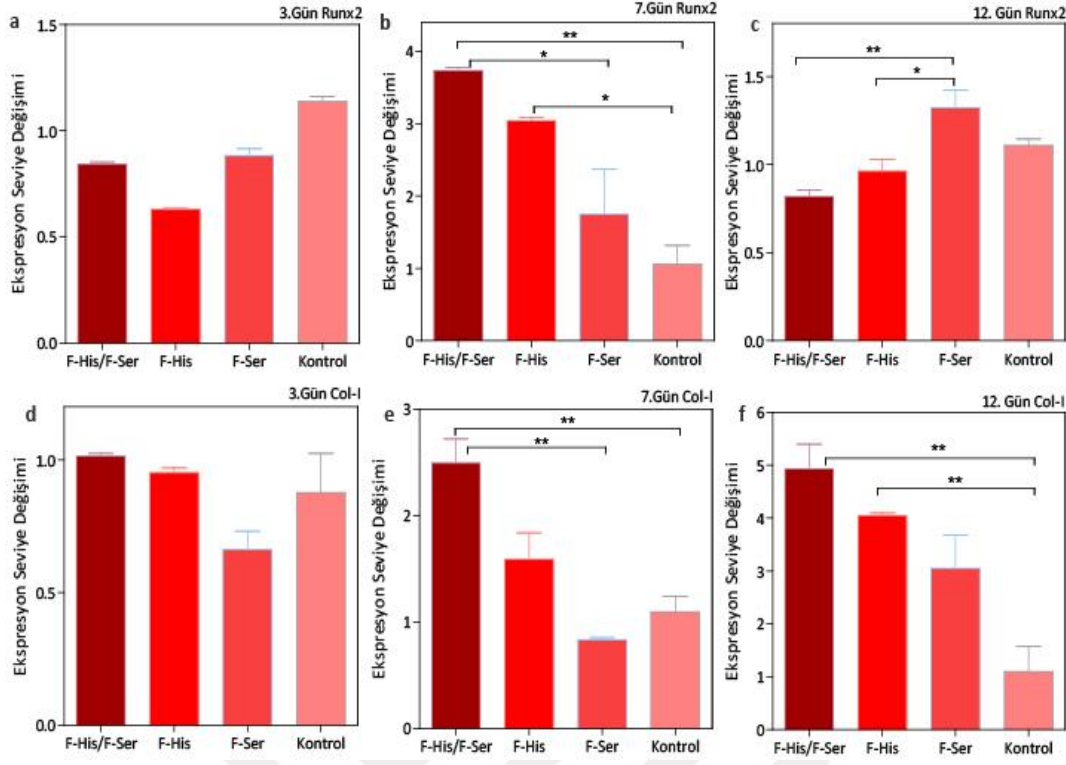 a
3.Gün Runx2
Ekspresyon Seviye Değişimi
1.5
1.0
0.5
0.0
F-His/F-Ser F-His F-Ser Kontrol
b
7.Gün Runx2
Ekspresyon Seviye Değişimi
4
3
2
1
0
**
*
*
F-His/F-Ser F-His F-Ser Kontrol
c
12. Gün Runx2
Ekspresyon Seviye Değişimi
1.5
1.0
0.5
0.0
**
*
F-His/F-Ser F-His F-Ser Kontrol
d
3.Gün Col-I
Ekspresyon Seviye Değişimi
1.0
0.5
0.0
F-His/F-Ser F-His F-Ser Kontrol
e
7.Gün Col-I
Ekspresyon Seviye Değişimi
3
2
1
0
**
**
F-His/F-Ser F-His F-Ser Kontrol
f
12. Gün Col-I
Ekspresyon Seviye Değişimi
6
5
4
3
2
1
0
**
**
F-His/F-Ser F-His F-Ser Kontrol